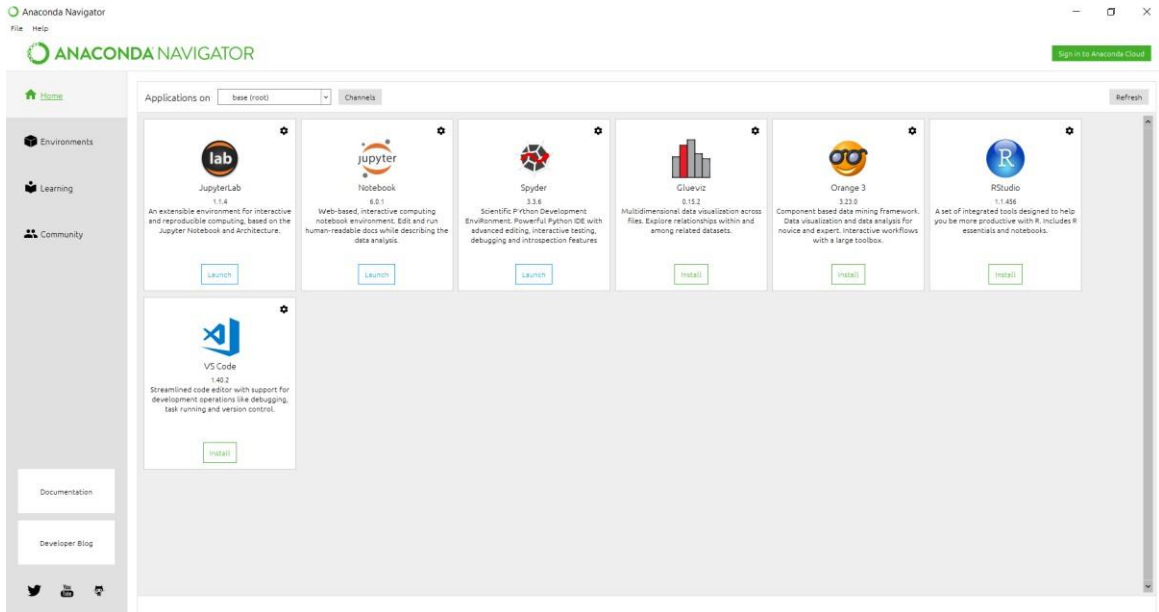 Anaconda Navigator
File Help
ANACONDA NAVIGATOR
Sign in to Anaconda Cloud
Home
Environments
Learning
Community
Documentation
Developer Blog
You
Tube
Applications on base (root) Channels Refresh
lab
JupyterLab
1.1.4
An extensible environment for interactive
and reproducible computing, based on the
Jupyter Notebook and Architecture.
Launch
jupyter
Notebook
6.0.1
Web-based, interactive computing
notebook environment. Edit and run
human-readable docs while describing the
data analysis.
Launch
Spyder
3.3.6
Scientific PYthon Development
EnviRonment. Powerful Python IDE with
advanced editing, interactive testing,
debugging and introspection features
Launch
Glueviz
0.15.2
Multidimensional data visualization across
files. Explore relationships within and
among related datasets.
Install
Orange 3
3.23.0
Component based data mining framework.
Data visualization and data analysis for
novice and expert. Interactive workflows
with a large toolbox.
Install
R
RStudio
1.1.456
A set of integrated tools designed to help
you be more productive with R. Includes R
essentials and notebooks.
Install
VS Code
1.40.2
Streamlined code editor with support for
development operations like debugging,
task running and version control.
Install